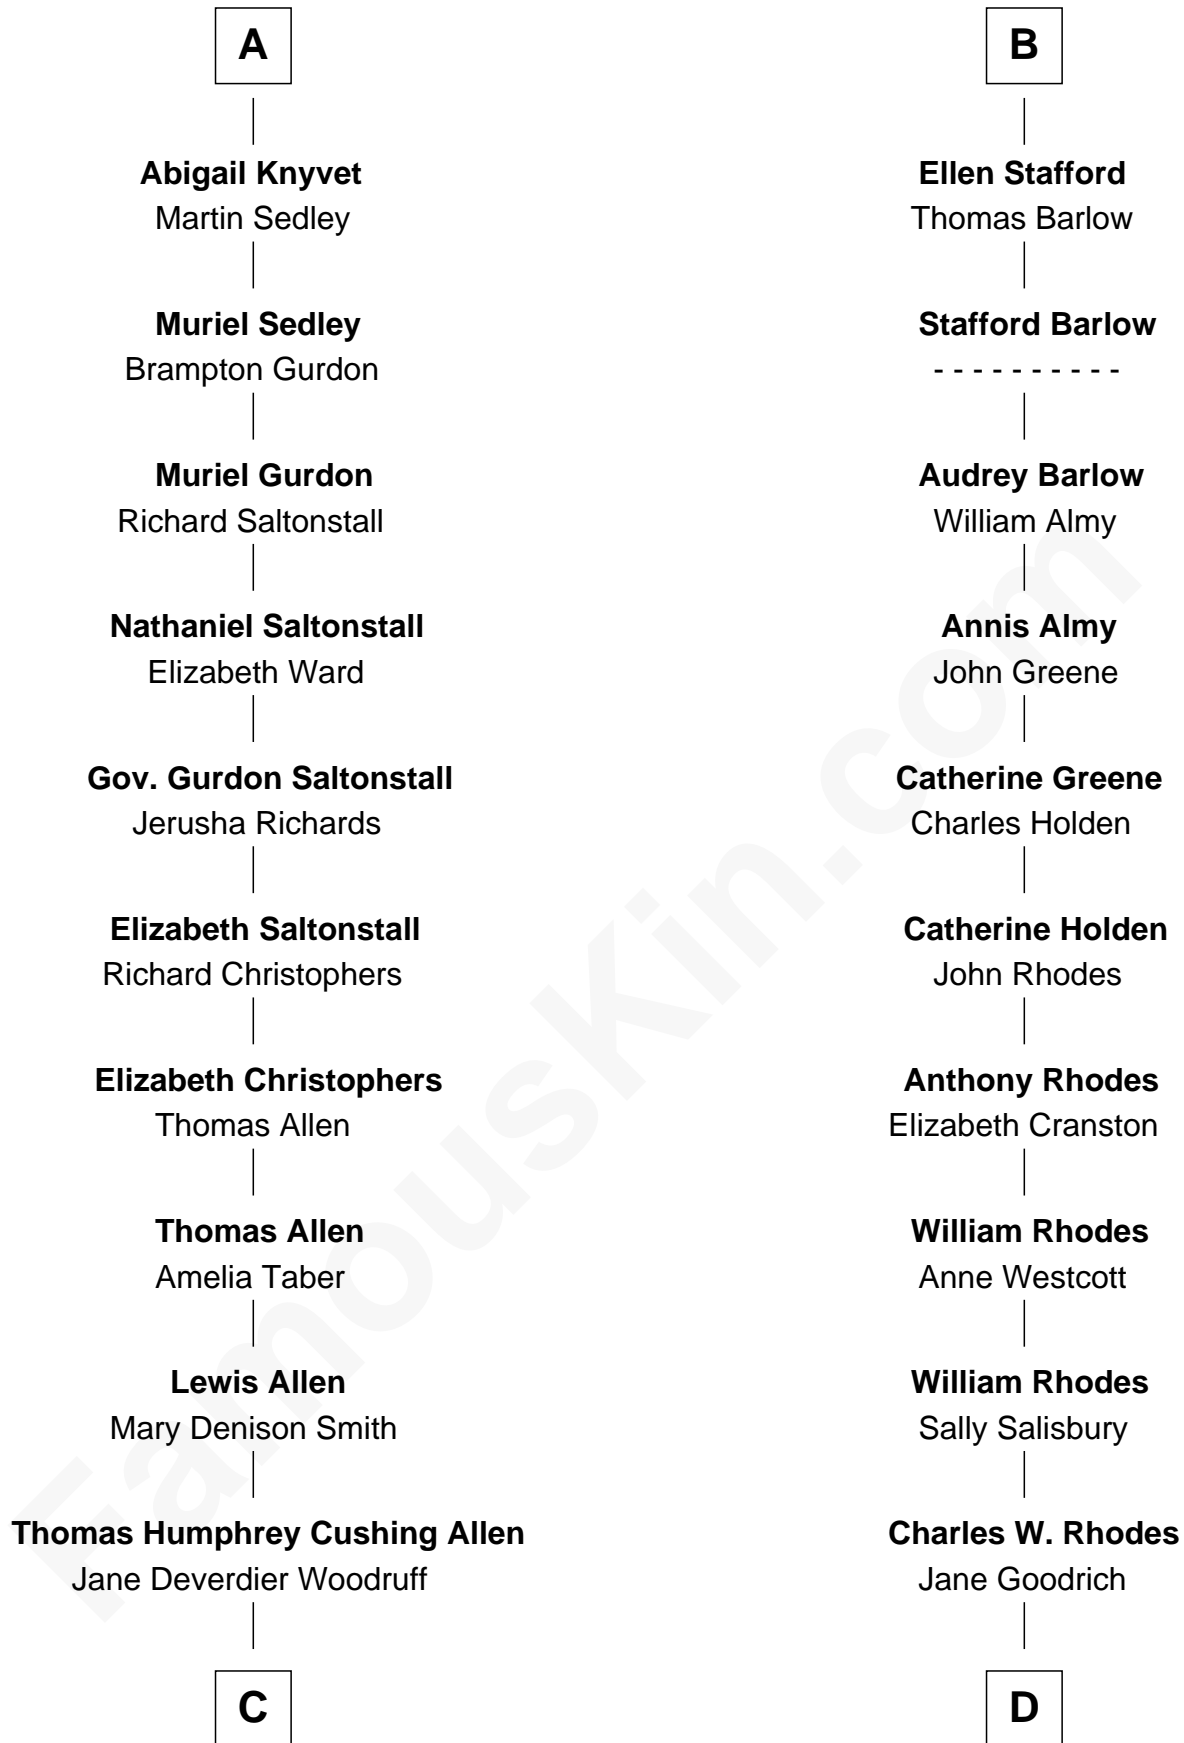 A
Abigail Knyvet
Martin Sedley
Muriel Sedley
Brampton Gurdon
Muriel Gurdon
Richard Saltonstall
Nathaniel Saltonstall
Elizabeth Ward
Gov. Gurdon Saltonstall
Jerusha Richards
Elizabeth Saltonstall
Richard Christophers
Elizabeth Christophers
Thomas Allen
Thomas Allen
Amelia Taber
Lewis Allen
Mary Denison Smith
Thomas Humphrey Cushing Allen
Jane Deverdier Woodruff
C
B
Ellen Stafford
Thomas Barlow
Stafford Barlow
- - - - - - - - - -
Audrey Barlow
William Almy
Annis Almy
John Greene
Catherine Greene
Charles Holden
Catherine Holden
John Rhodes
Anthony Rhodes
Elizabeth Cranston
William Rhodes
Anne Westcott
William Rhodes
Sally Salisbury
Charles W. Rhodes
Jane Goodrich
D
FamousKin.com